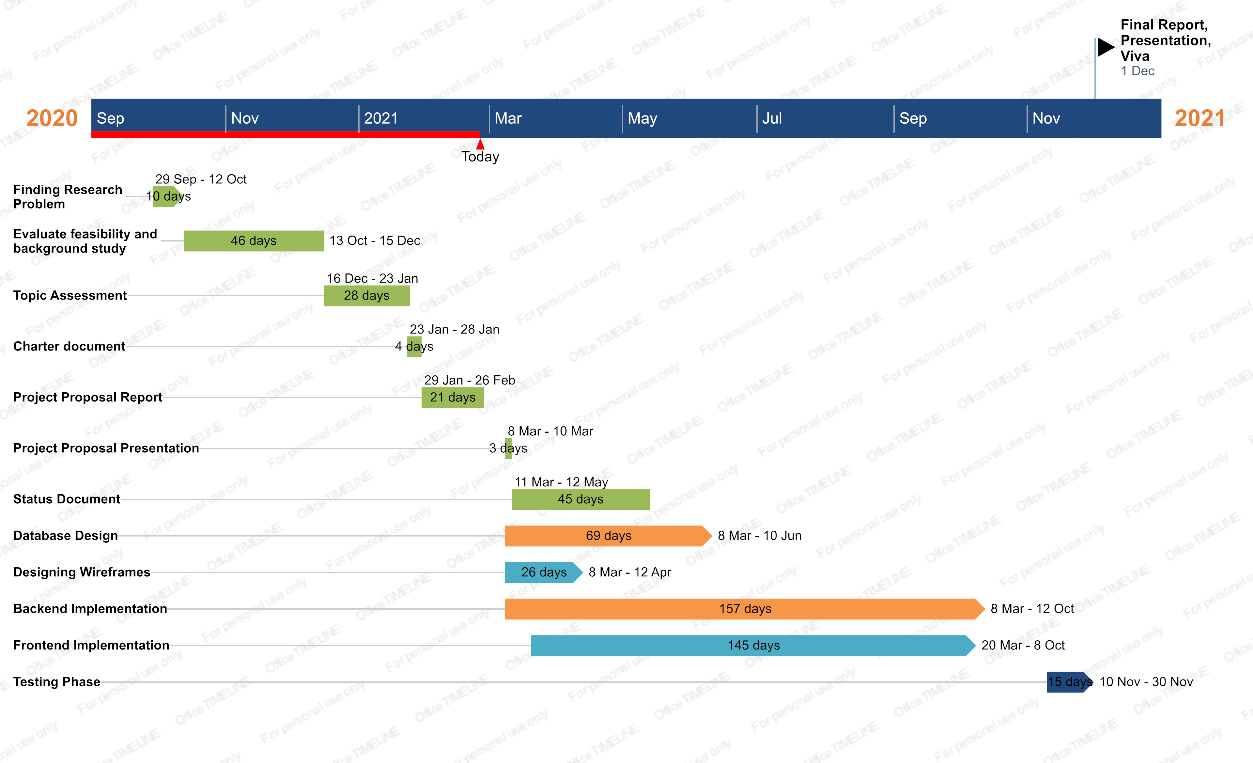 Final Report,
Presentation,
Viva
1 Dec
2020
Sep
Nov
2021
Mar
May
Jul
Sep
Nov
2021
Today
Finding Research
Problem
10 days
29 Sep - 12 Oct
Evaluate feasibility and
background study
46 days
13 Oct - 15 Dec
Topic Assessment
28 days
16 Dec - 23 Jan
Charter document
4 days
23 Jan - 28 Jan
Project Proposal Report
21 days
29 Jan - 26 Feb
Project Proposal Presentation
3 days
8 Mar - 10 Mar
Status Document
45 days
11 Mar - 12 May
Database Design
69 days
8 Mar - 10 Jun
Designing Wireframes
26 days
8 Mar - 12 Apr
Backend Implementation
157 days
8 Mar - 12 Oct
Frontend Implementation
145 days
20 Mar - 8 Oct
Testing Phase
15 days
10 Nov - 30 Nov
For personal use only
Office TIMELINE